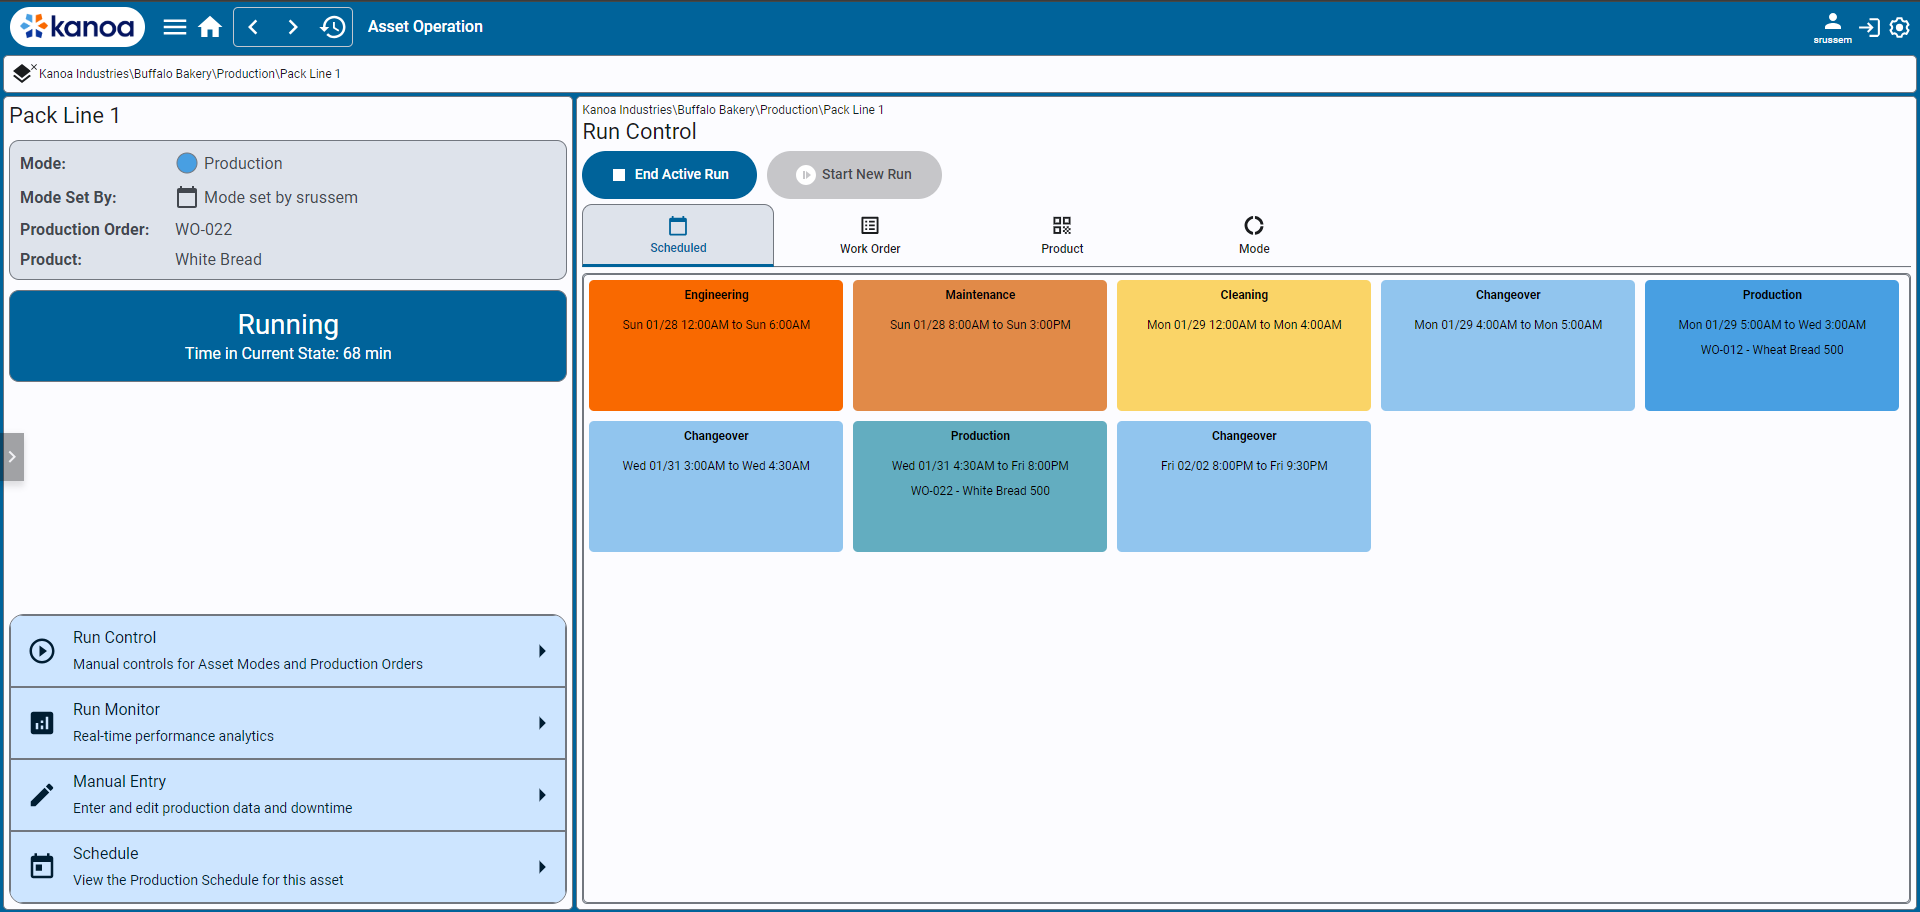 kanoa
Asset Operation
srussem
Kanoa Industries\Buffalo Bakery\Production\Pack Line 1
Pack Line 1
Mode: Production
Mode Set By: Mode set by srussem
Production Order: WO-022
Product: White Bread
Running
Time in Current State: 68 min
Run Control
Manual controls for Asset Modes and Production Orders
Run Monitor
Real-time performance analytics
Manual Entry
Enter and edit production data and downtime
Schedule
View the Production Schedule for this asset
Kanoa Industries\Buffalo Bakery\Production\Pack Line 1
Run Control
End Active Run
Start New Run
Scheduled
Work Order
Product
Mode
Engineering
Sun 01/28 12:00AM to Sun 6:00AM
Maintenance
Sun 01/28 8:00AM to Sun 3:00PM
Cleaning
Mon 01/29 12:00AM to Mon 4:00AM
Changeover
Mon 01/29 4:00AM to Mon 5:00AM
Production
Mon 01/29 5:00AM to Wed 3:00AM
WO-012 - Wheat Bread 500
Changeover
Wed 01/31 3:00AM to Wed 4:30AM
Production
Wed 01/31 4:30AM to Fri 8:00PM
WO-022 - White Bread 500
Changeover
Fri 02/02 8:00PM to Fri 9:30PM